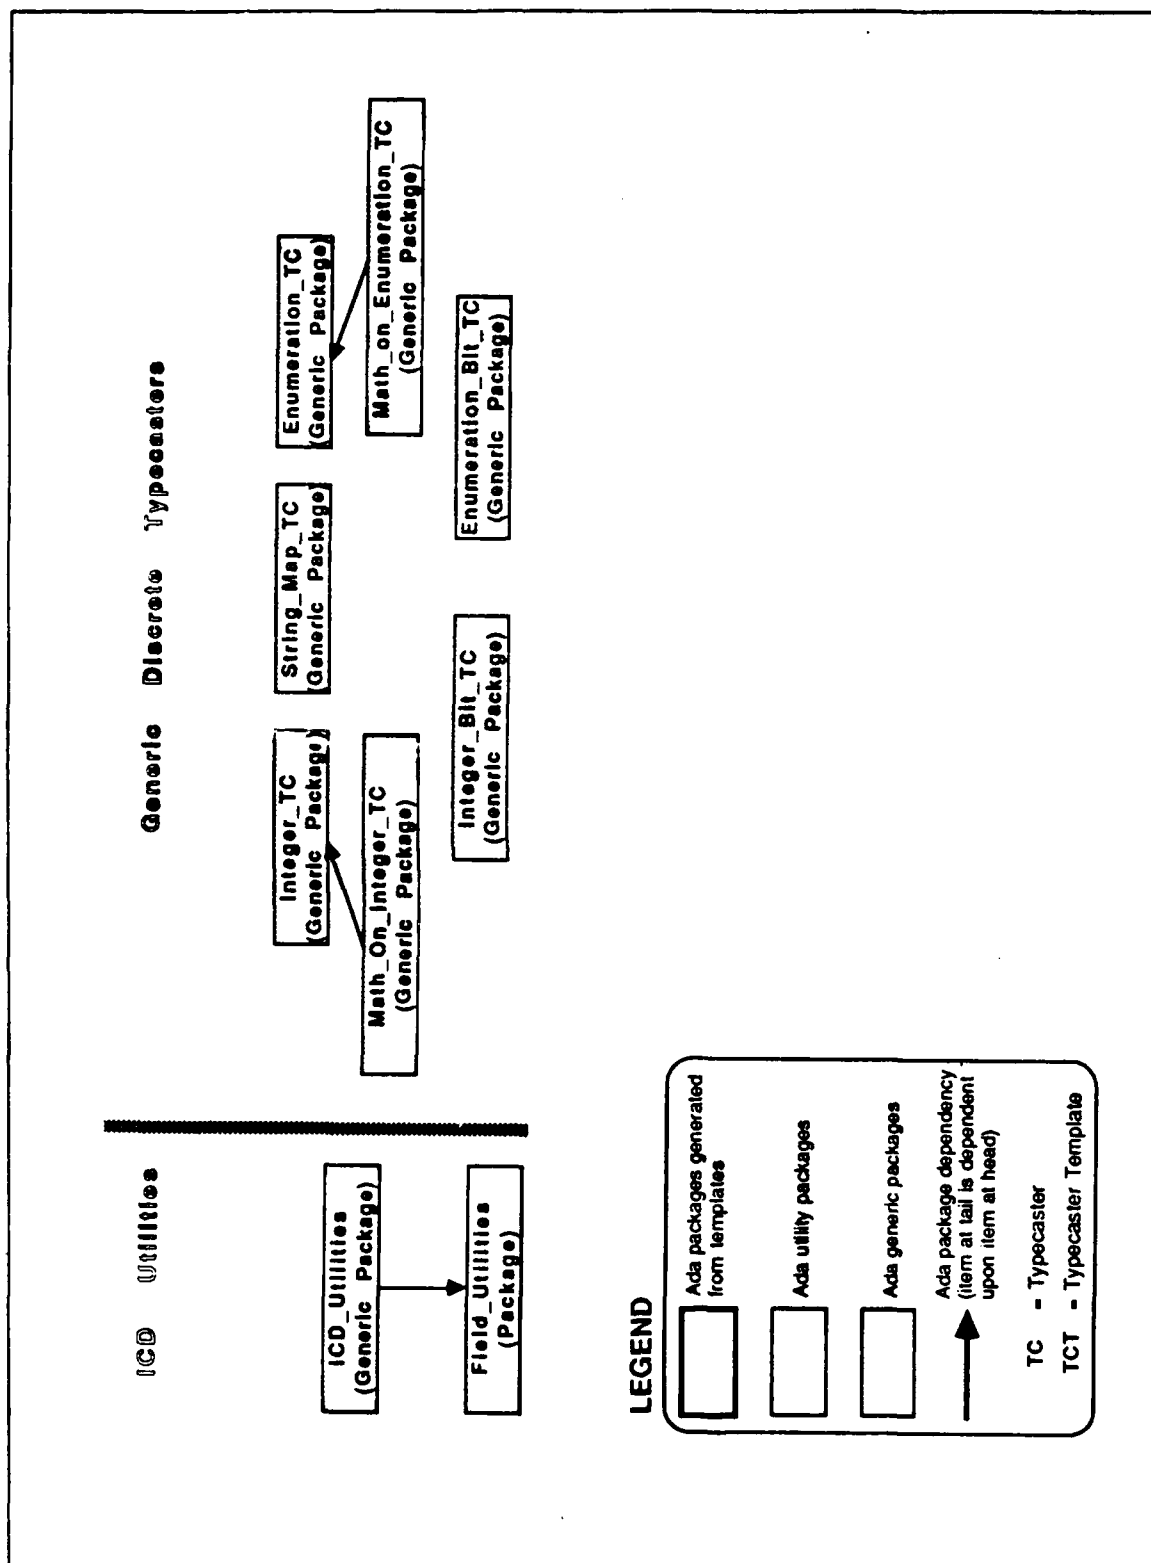 ICD Utilities
ICD_Utilities
(Generic Package)
Field_Utilities
(Package)
Generic Discrete Typecasters
Integer_TC
(Generic Package)
String_Map_TC
(Generic Package)
Enumeration_TC
(Generic Package)
Math_On_Integer_TC
(Generic Package)
Math_on_Enumeration_TC
(Generic Package)
Integer_Bit_TC
(Generic Package)
Enumeration_Bit_TC
(Generic Package)
LEGEND
Ada packages generated
from templates
Ada utility packages
Ada generic packages
Ada package dependency
(item at tail is dependent
upon item at head)
TC = Typecaster
TCT = Typecaster Template